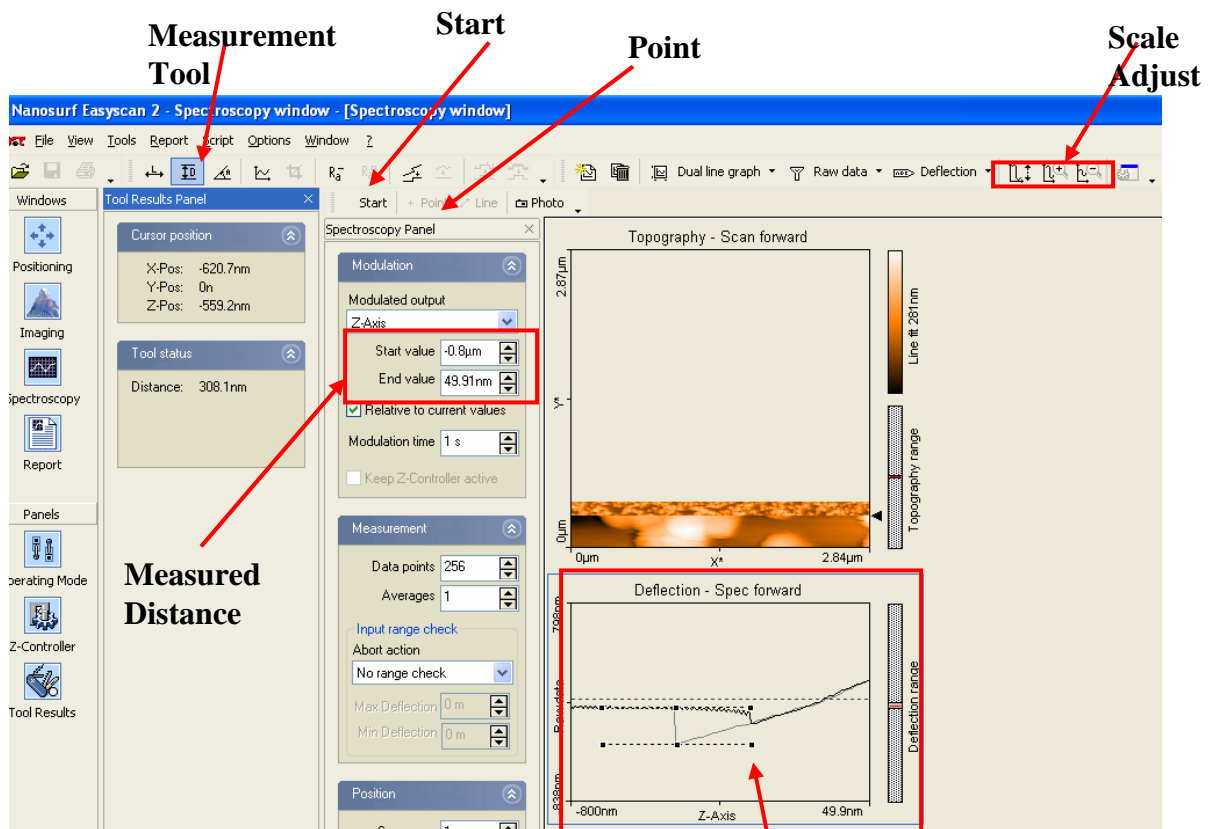 Measurement Tool
Start
Point
Scale Adjust
Nanosurf Easyscan 2 - Spectroscopy window - [Spectroscopy window]
File View Tools Report Script Options Window ?
Dual line graph Raw data Deflection
Windows
Tool Results Panel
Start + Point Line Photo
Spectroscopy Panel
Positioning
Imaging
Spectroscopy
Report
Panels
Operating Mode
Z-Controller
Tool Results
Cursor position
X-Pos: -620.7nm
Y-Pos: 0n
Z-Pos: -559.2nm
Tool status
Distance: 308.1nm
Measured Distance
Modulation
Modulated output
Z-Axis
Start value -0.8µm
End value 49.91nm
Relative to current values
Modulation time 1 s
Keep Z-Controller active
Measurement
Data points 256
Averages 1
Input range check
Abort action
No range check
Max Deflection 0 m
Min Deflection 0 m
Position
1
Topography - Scan forward
2.87µm
Y*
0µm
0µm X* 2.84µm
Line fit 281nm
Topography range
Deflection - Spec forward
798nm
Raw data
-838nm
-800nm Z-Axis 49.9nm
Deflection range